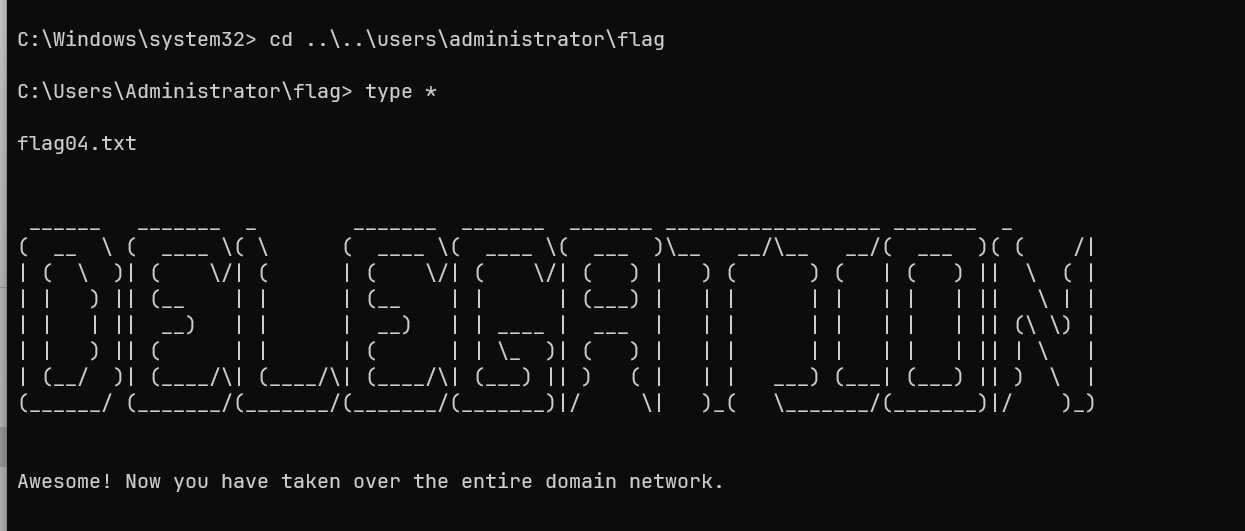 C:\Windows\system32> cd ..\..\users\administrator\flag
C:\Users\Administrator\flag> type *
flag04.txt
DELEGATION
Awesome! Now you have taken over the entire domain network.